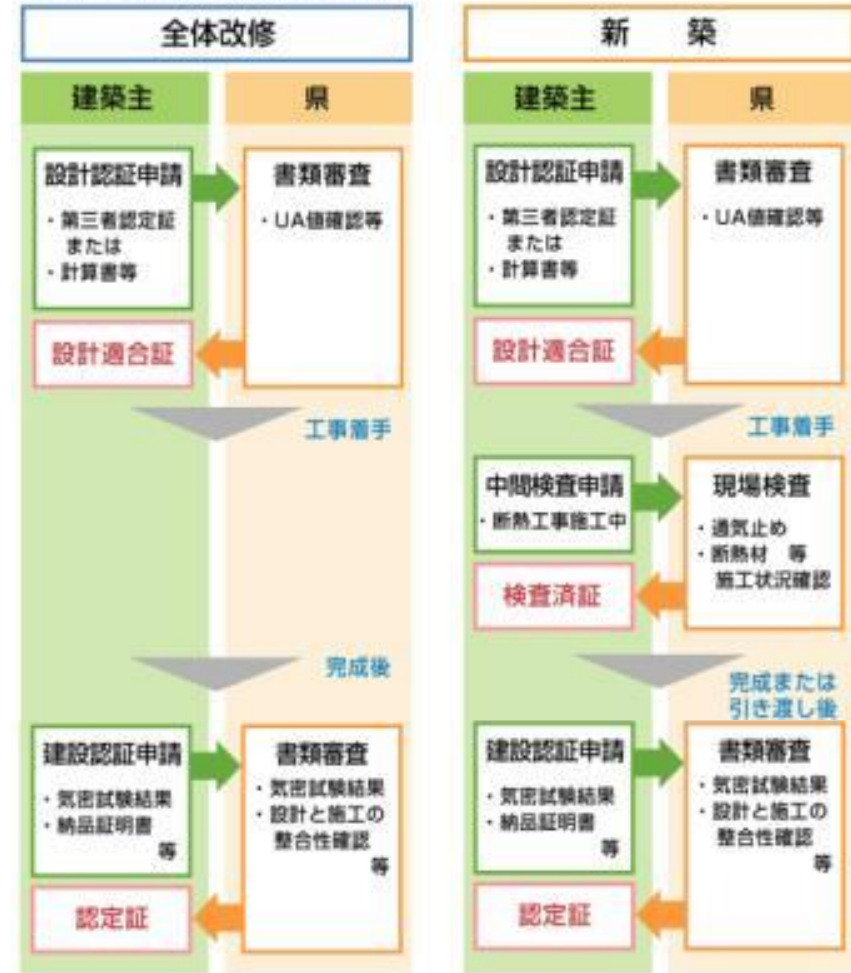 全体改修
建築主
県
設計認証申請
・第三者認定証
または
・計算書等
書類審査
・UA値確認等
設計適合証
工事着手
完成後
建設認証申請
・気密試験結果
・納品証明書
等
書類審査
・気密試験結果
・設計と施工の
整合性確認
等
認定証
新　築
建築主
県
設計認証申請
・第三者認定証
または
・計算書等
書類審査
・UA値確認等
設計適合証
工事着手
中間検査申請
・断熱工事施工中
現場検査
・通気止め
・断熱材　等
施工状況確認
検査済証
完成または
引き渡し後
建設認証申請
・気密試験結果
・納品証明書
等
書類審査
・気密試験結果
・設計と施工の
整合性確認
等
認定証